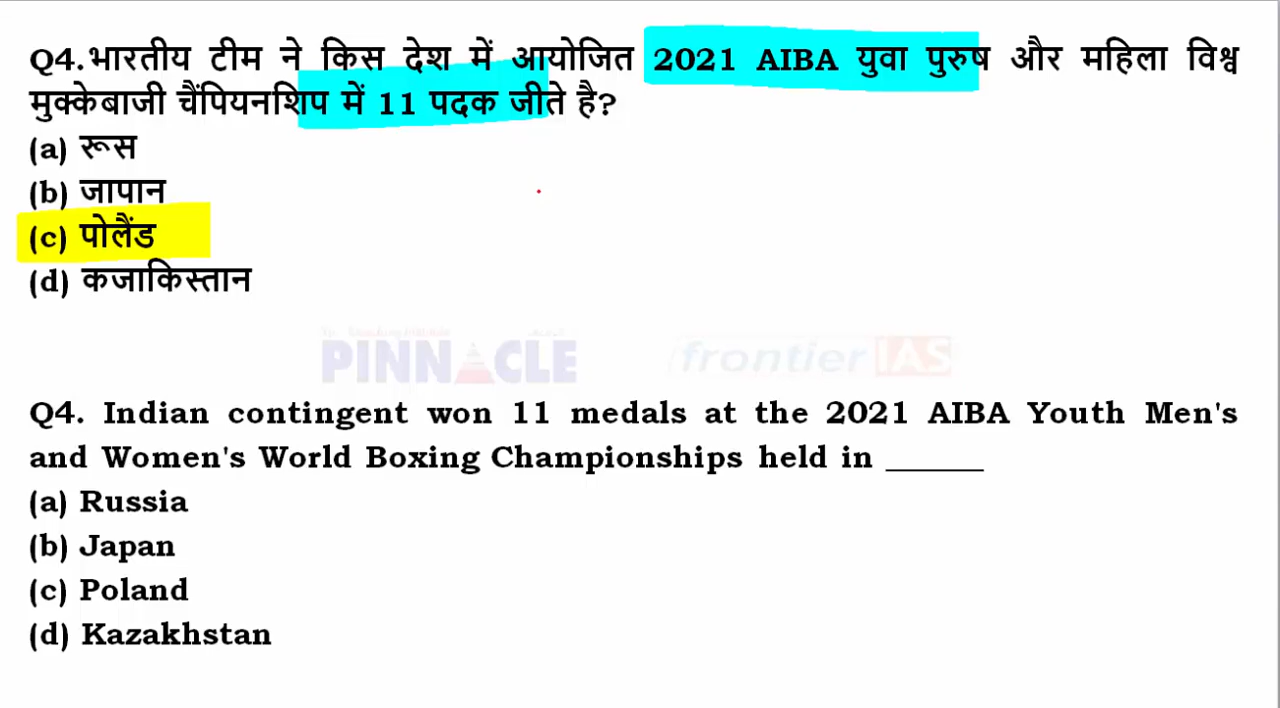 Q4.भारतीय टीम ने किस देश में आयोजित 2021 AIBA युवा पुरुष और महिला विश्व
मुक्केबाजी चैंपियनशिप में 11 पदक जीते है?
(a) रूस
(b) जापान
(c) पोलैंड
(d) कजाकिस्तान
PINNACLE frontier IAS
Q4. Indian contingent won 11 medals at the 2021 AIBA Youth Men's
and Women's World Boxing Championships held in ______
(a) Russia
(b) Japan
(c) Poland
(d) Kazakhstan